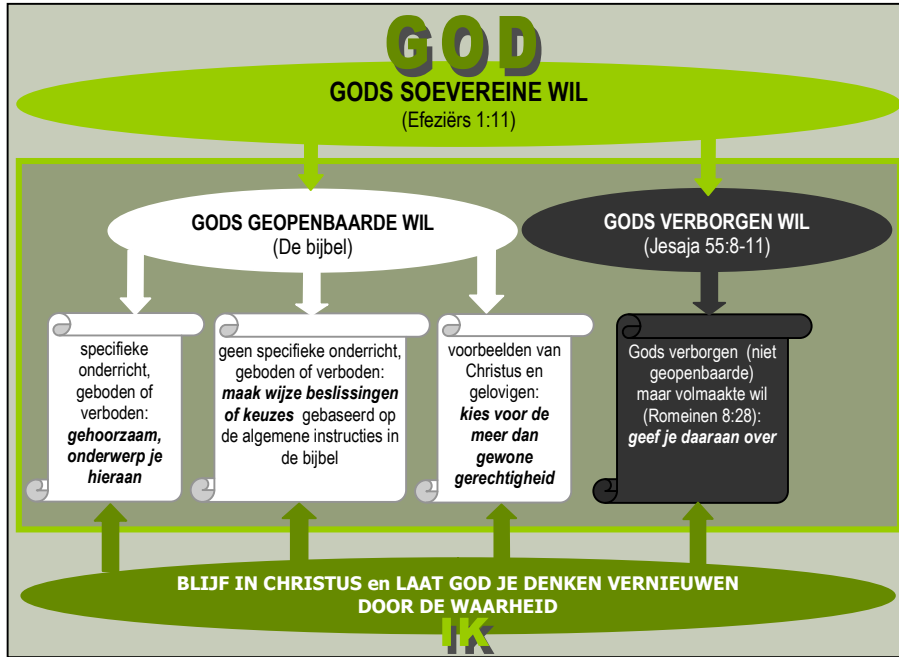 GOD
GODS SOEVEREINE WIL
(Efeziërs 1:11)
GODS GEOPENBAARDE WIL
(De bijbel)
GODS VERBORGEN WIL
(Jesaja 55:8-11)
specifieke
onderricht,
geboden of
verboden:
gehoorzaam,
onderwerp je
hieraan
geen specifieke onderricht,
geboden of verboden:
maak wijze beslissingen
of keuzes gebaseerd op
de algemene instructies in
de bijbel
voorbeelden van
Christus en
gelovigen:
kies voor de
meer dan
gewone
gerechtigheid
Gods verborgen (niet
geopenbaarde)
maar volmaakte wil
(Romeinen 8:28):
geef je daaraan over
BLIJF IN CHRISTUS en LAAT GOD JE DENKEN VERNIEUWEN
DOOR DE WAARHEID
IK